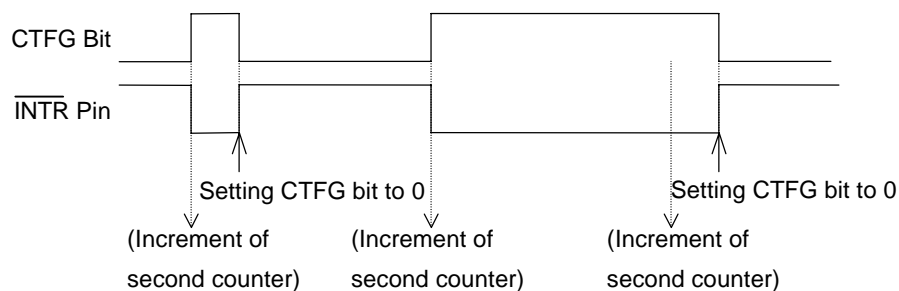 CTFG Bit
INTR Pin
Setting CTFG bit to 0
Setting CTFG bit to 0
(Increment of
second counter)
(Increment of
second counter)
(Increment of
second counter)